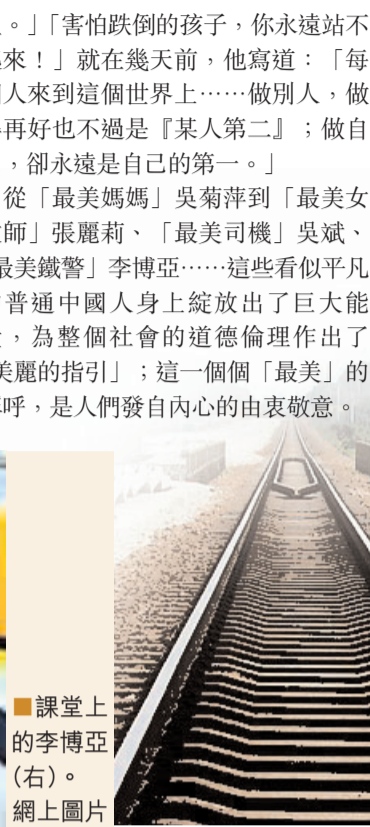 。」「害怕跌倒的孩子，你永遠站不
來！」就在幾天前，他寫道：「每
人來到這個世界上……做別人，做
再好也不過是『某人第二』；做自
，卻永遠是自己的第一。」
從「最美媽媽」吳菊萍到「最美女
師」張麗莉、「最美司機」吳斌、
最美鐵警」李博亞……這些看似平凡
普通中國人身上綻放出了巨大能
，為整個社會的道德倫理作出了
美麗的指引」；這一個個「最美」的
呼，是人們發自內心的由衷敬意。
■課堂上
的李博亞
(右)。
網上圖片